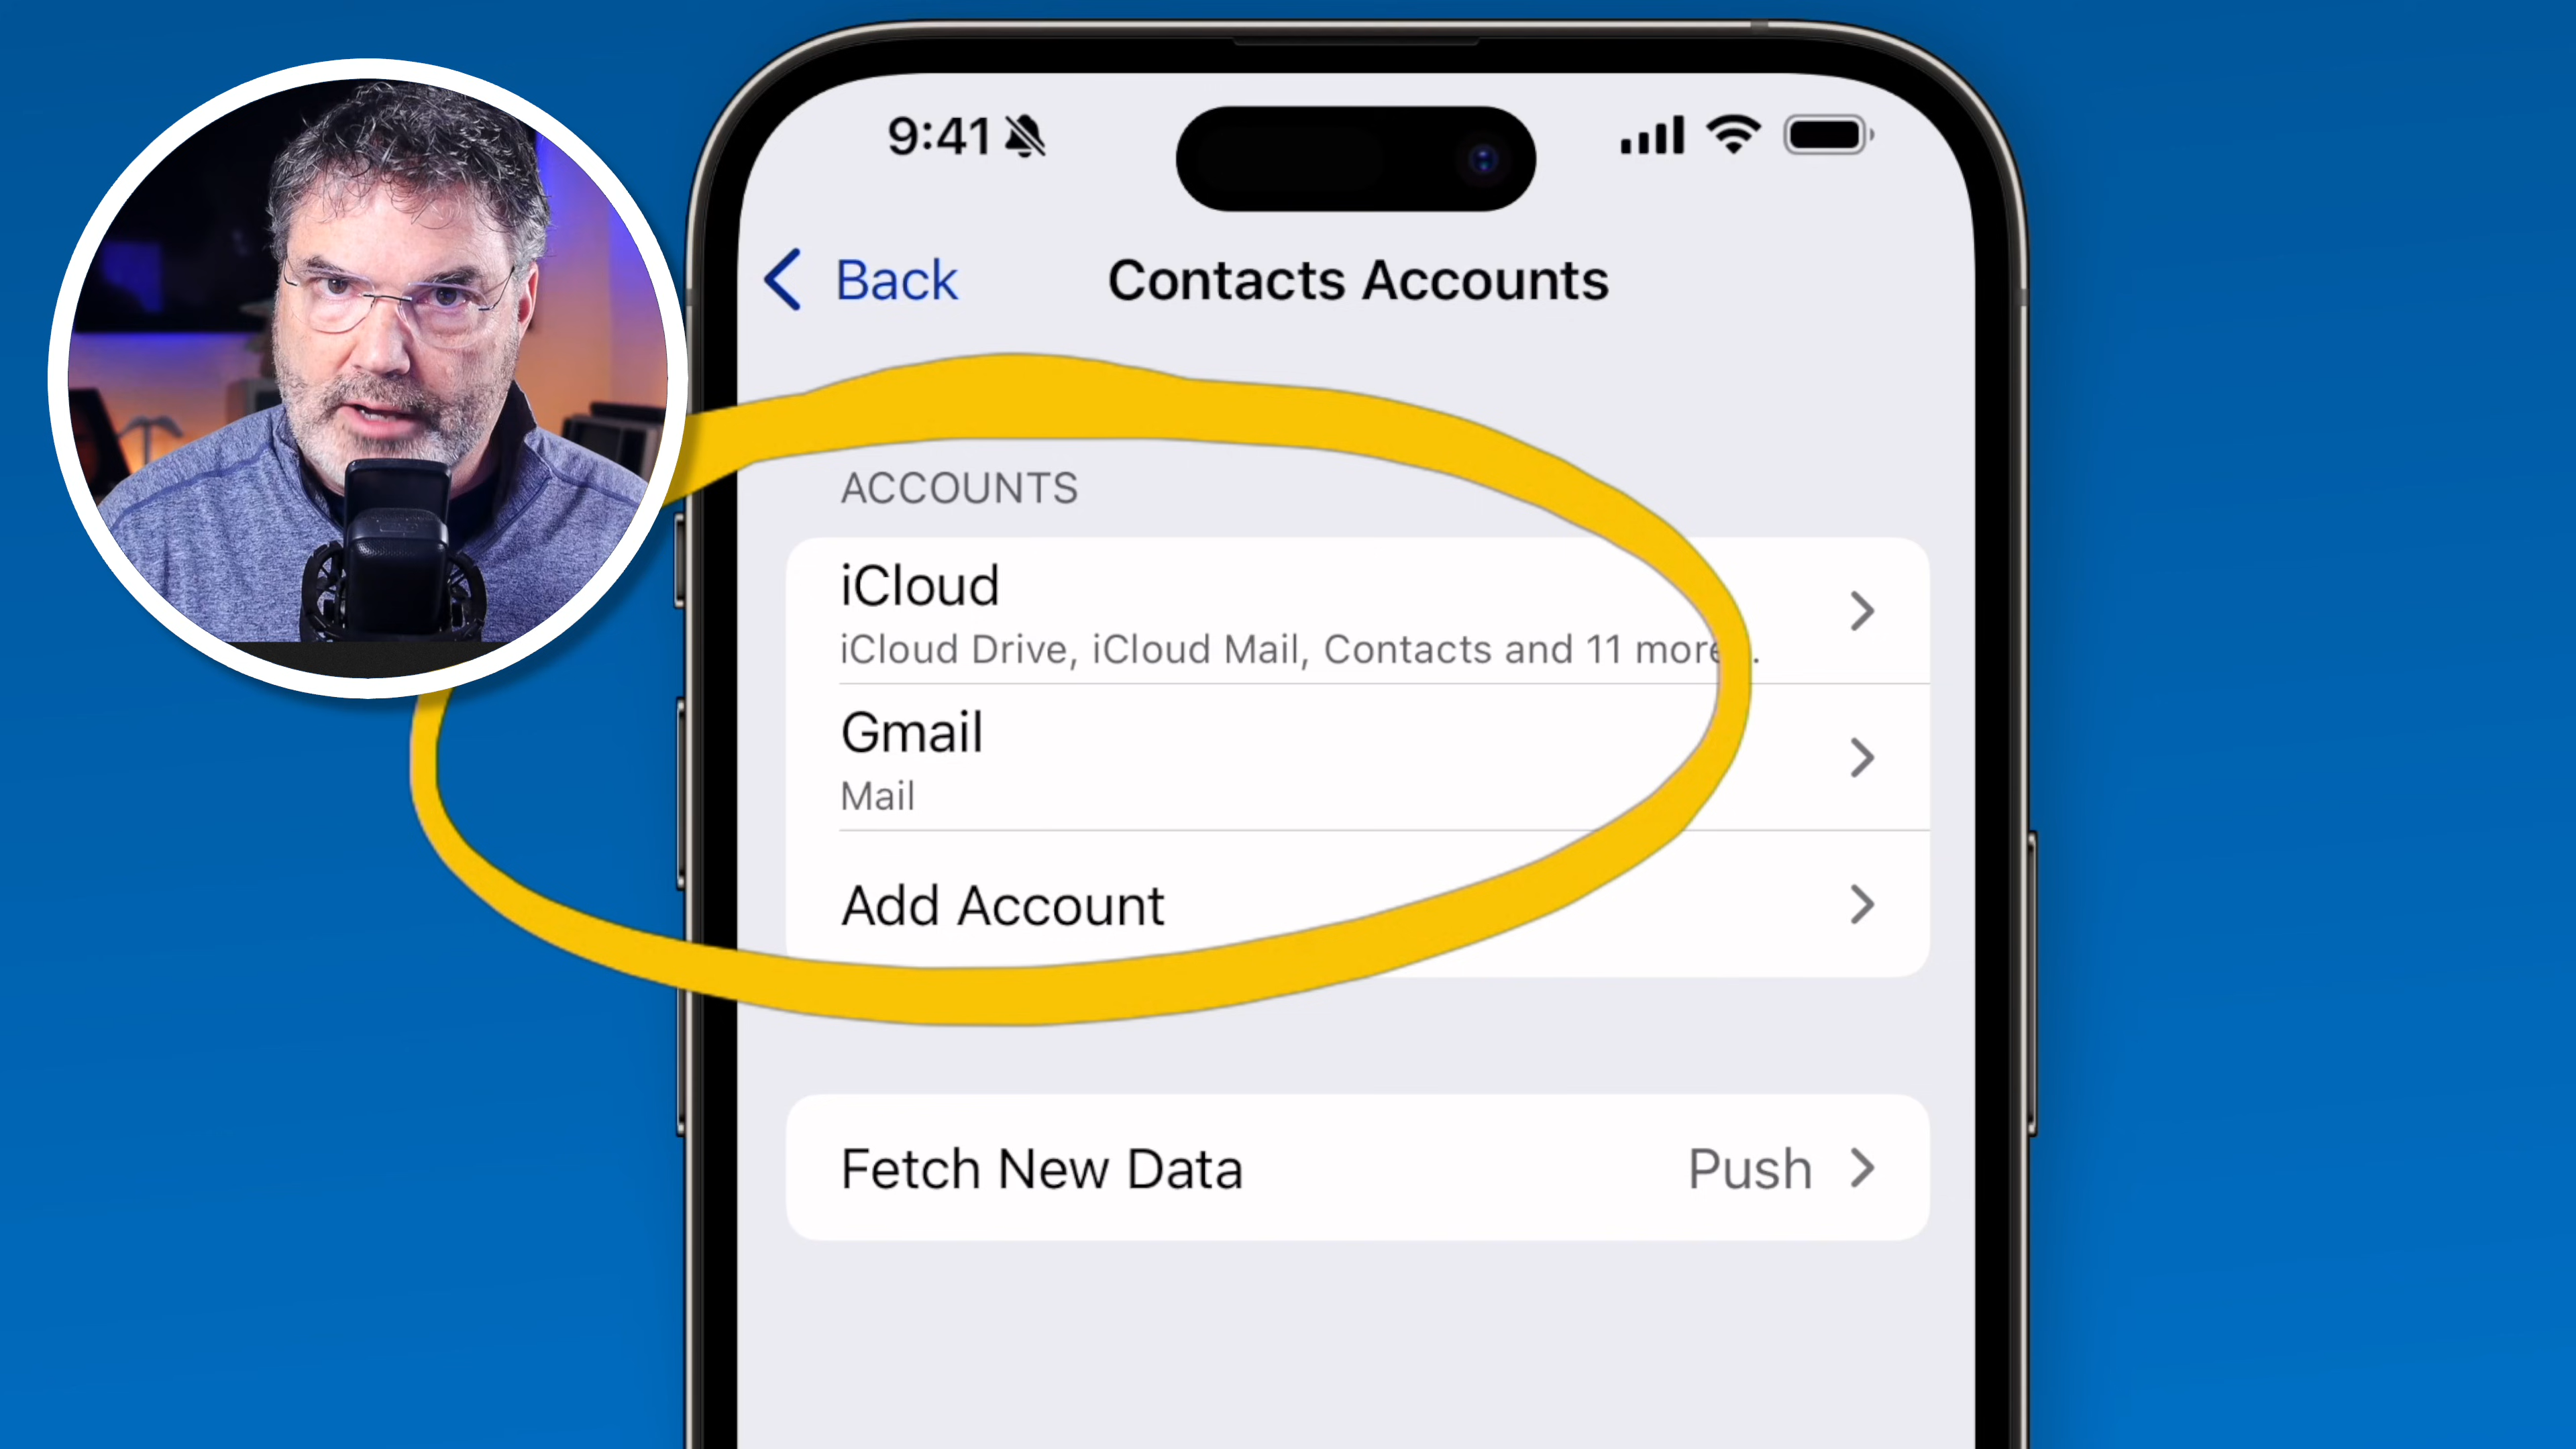 9:41
Back
Contacts Accounts
ACCOUNTS
iCloud
iCloud Drive, iCloud Mail, Contacts and 11 more
Gmail
Mail
Add Account
Fetch New Data
Push